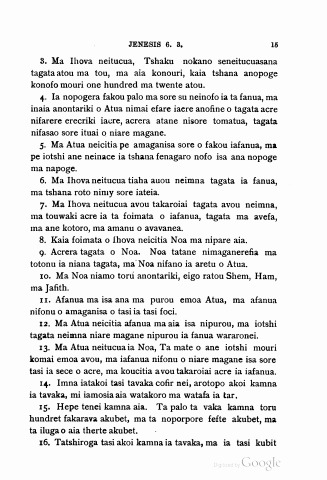 JENESIS 6. 3. 15
3. Ma Ihova neitucua, Tshaku nokano seneitucuasana
tagata atou ma tou, ma aia konouri, kaia tshana anopoge
konofo mouri one hundred ma twente atou.
4. Ia nopogera fakou palo ma sore su neinofo ia ta fanua, ma
inaia anontariki o Atua nimai efare iacre anofine o tagata acre
nifarere erecriki iacre, acrera atane nisore tomatua, tagata
nifasao sore ituai o niare magane.
5. Ma Atua neicitia pe amaganisa sore o fakou iafanua, ma
pe iotshi ane neinace ia tshana fenagaro nofo isa ana nopoge
ma napoge.
6. Ma Ihova neitucua tiaha auou neimna tagata ia fanua,
ma tshana roto nimy sore iateia.
7. Ma Ihova neitucua avou takaroiai tagata avou neimna,
ma touwaki acre ia ta foimata o iafanua, tagata ma avefa,
ma ane kotoro, ma amanu o avavanea.
8. Kaia foimata o Ihova neicitia Noa ma nipare aia.
9. Acrera tagata o Noa. Noa tatane nimaganerefia ma
totonu ia niana tagata, ma Noa nifano ia aretu o Atua.
10. Ma Noa niamo toru anontariki, eigo ratou Shem, Ham,
ma Jafith.
11. Afanua ma isa ana ma purou emoa Atua, ma afanua
nifonu o amaganisa o tasi ia tasi foci.
12. Ma Atua neicitia afanua ma aia isa nipurou, ma iotshi
tagata neimna niare magane nipurou ia fanua wararonei.
13. Ma Atua neitucua ia Noa, Ta mate o ane iotshi mouri
komai emoa avou, ma iafanua nifonu o niare magane isa sore
tasi ia sece o acre, ma koucitia avou takaroiai acre ia iafanua.
14. Imna iatakoi tasi tavaka cofir nei, arotopo akoi kamna
ia tavaka, mi iamosia aia watakoro ma watafa ia tar.
15. Hepe tenei kamna aia. Ta palo ta vaka kamna toru
hundret fakarava akubet, ma ta noporpore fefte akubet, ma
ta iluga o aia therte akubet.
16. Tatshiroga tasi akoi kamna ia tavaka, ma ia tasi kubit
Digitized by Google